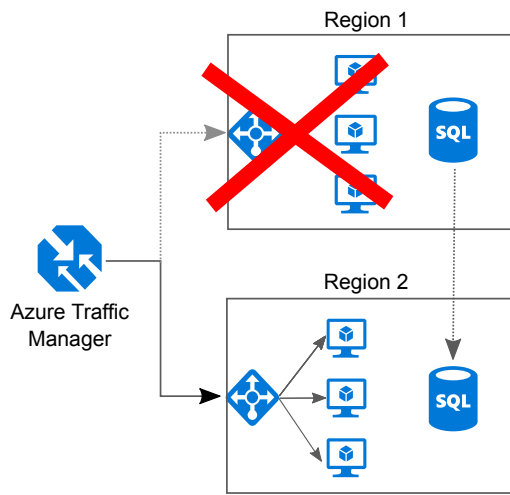 Region 1
SQL
Azure Traffic
Manager
Region 2
SQL